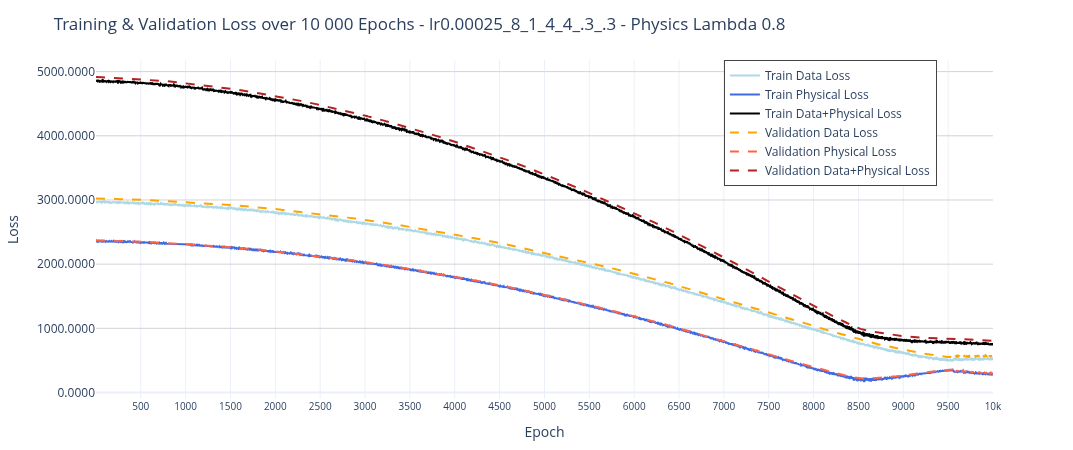 Training & Validation Loss over 10 000 Epochs - lr0.00025_8_1_4_4_.3_.3 - Physics Lambda 0.8
Train Data Loss
Train Physical Loss
Train Data+Physical Loss
Validation Data Loss
Validation Physical Loss
Validation Data+Physical Loss
Loss
5000.0000
4000.0000
3000.0000
2000.0000
1000.0000
0.0000
500 1000 1500 2000 2500 3000 3500 4000 4500 5000 5500 6000 6500 7000 7500 8000 8500 9000 9500 10k
Epoch